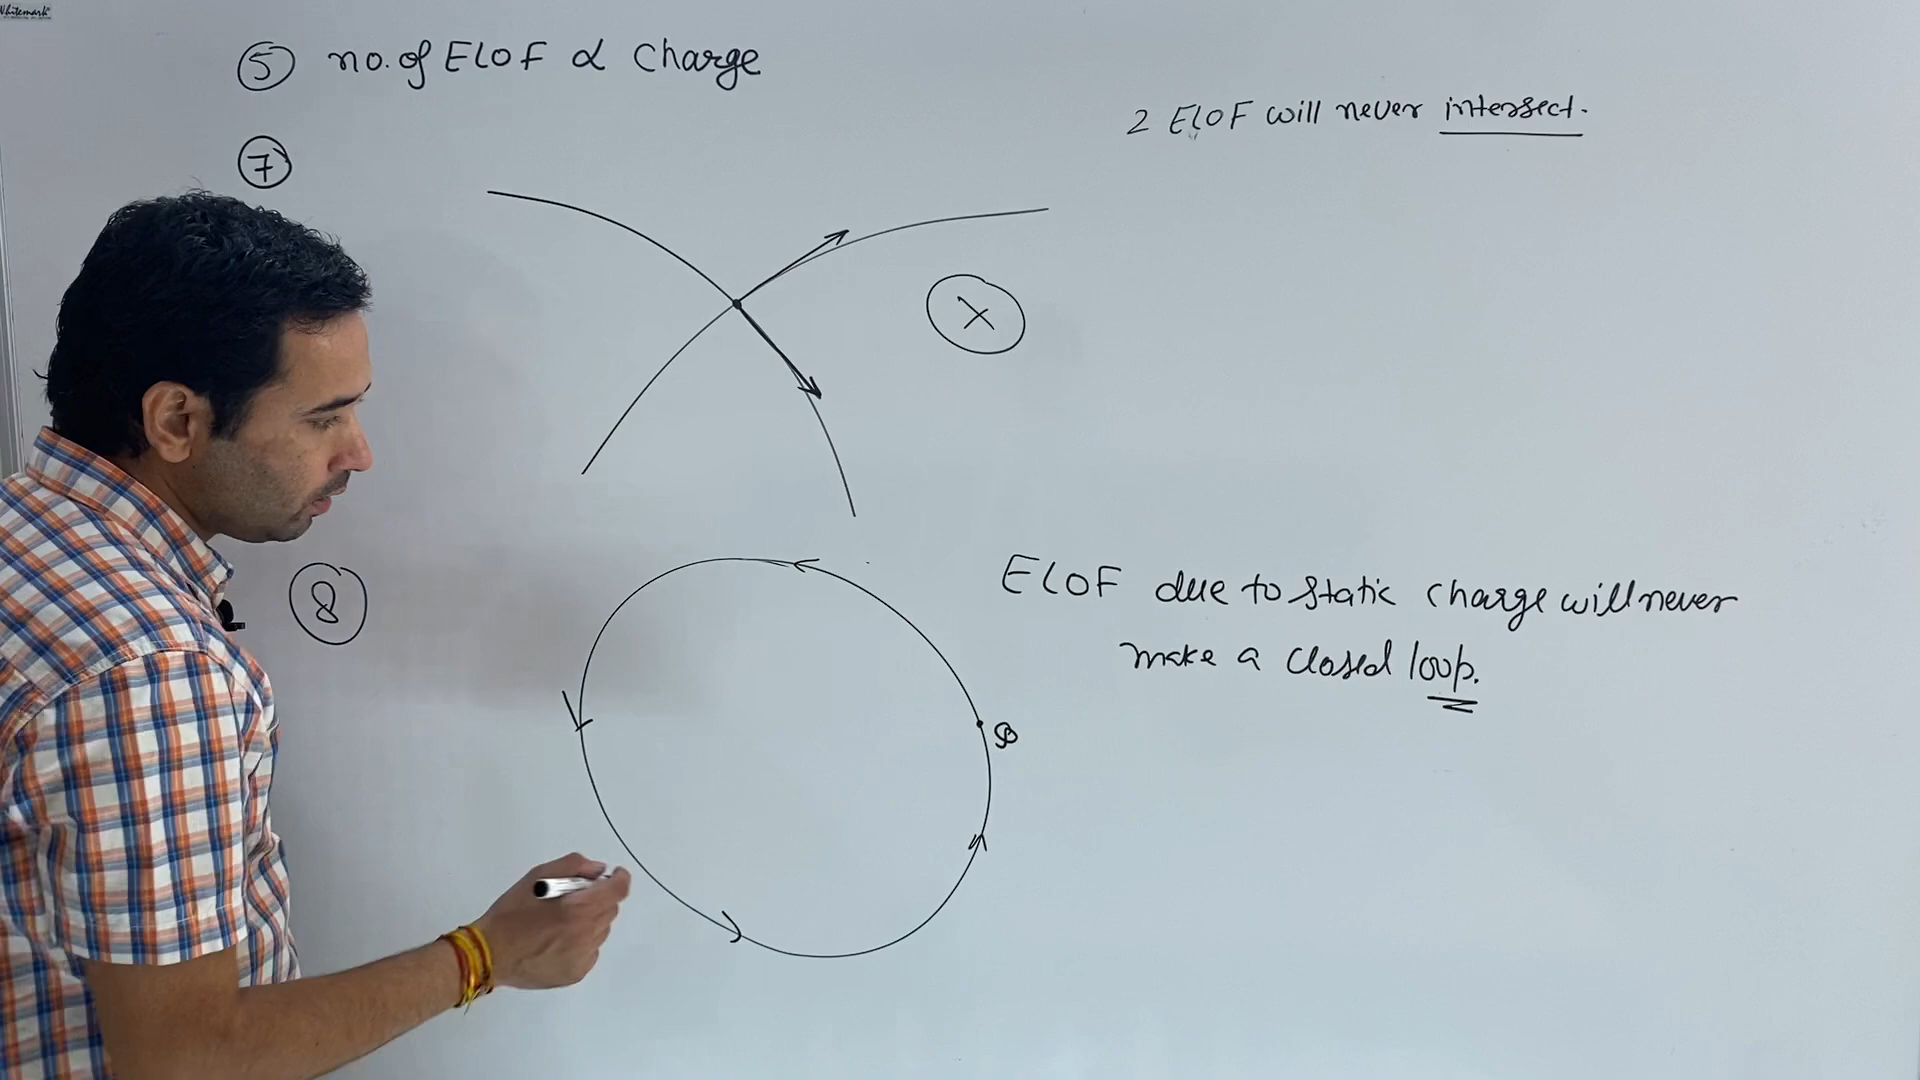 Whitemark
⑤ no. of ELOF α Charge
2 ELOF will never intersect.
⑦
X
⑧
ELOF due to static charge will never
make a closed loop.